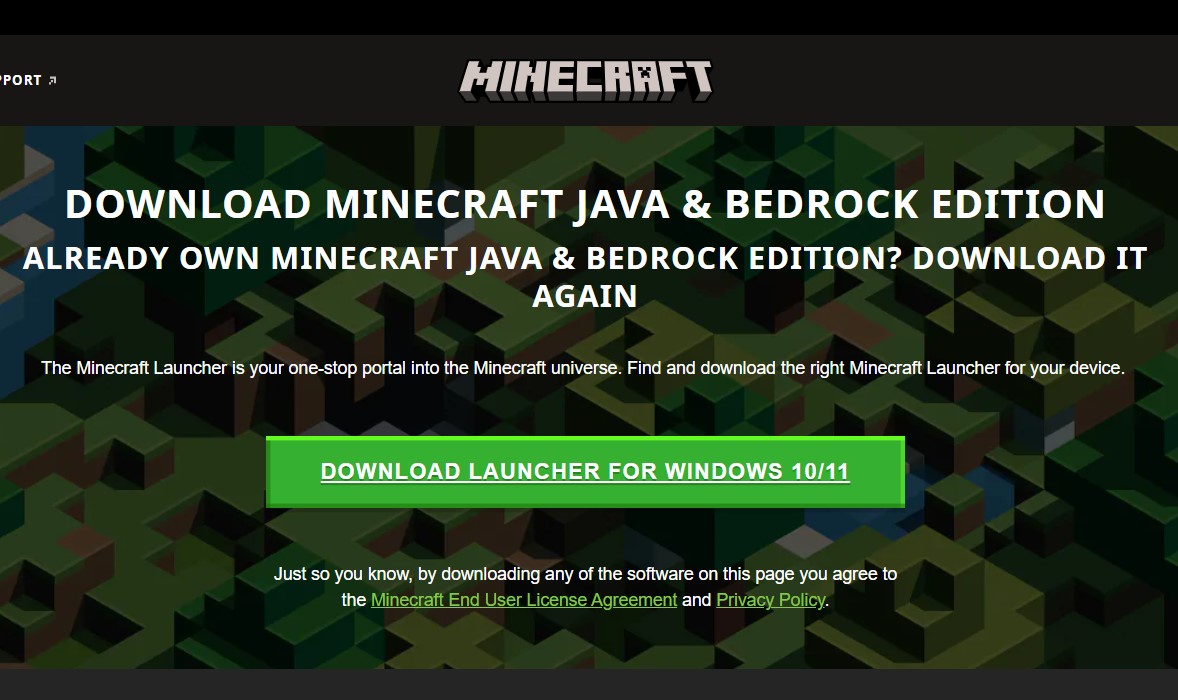 PPORT
MINECRAFT
DOWNLOAD MINECRAFT JAVA & BEDROCK EDITION
ALREADY OWN MINECRAFT JAVA & BEDROCK EDITION? DOWNLOAD IT
AGAIN
The Minecraft Launcher is your one-stop portal into the Minecraft universe. Find and download the right Minecraft Launcher for your device.
DOWNLOAD LAUNCHER FOR WINDOWS 10/11
Just so you know, by downloading any of the software on this page you agree to
the Minecraft End User License Agreement and Privacy Policy.